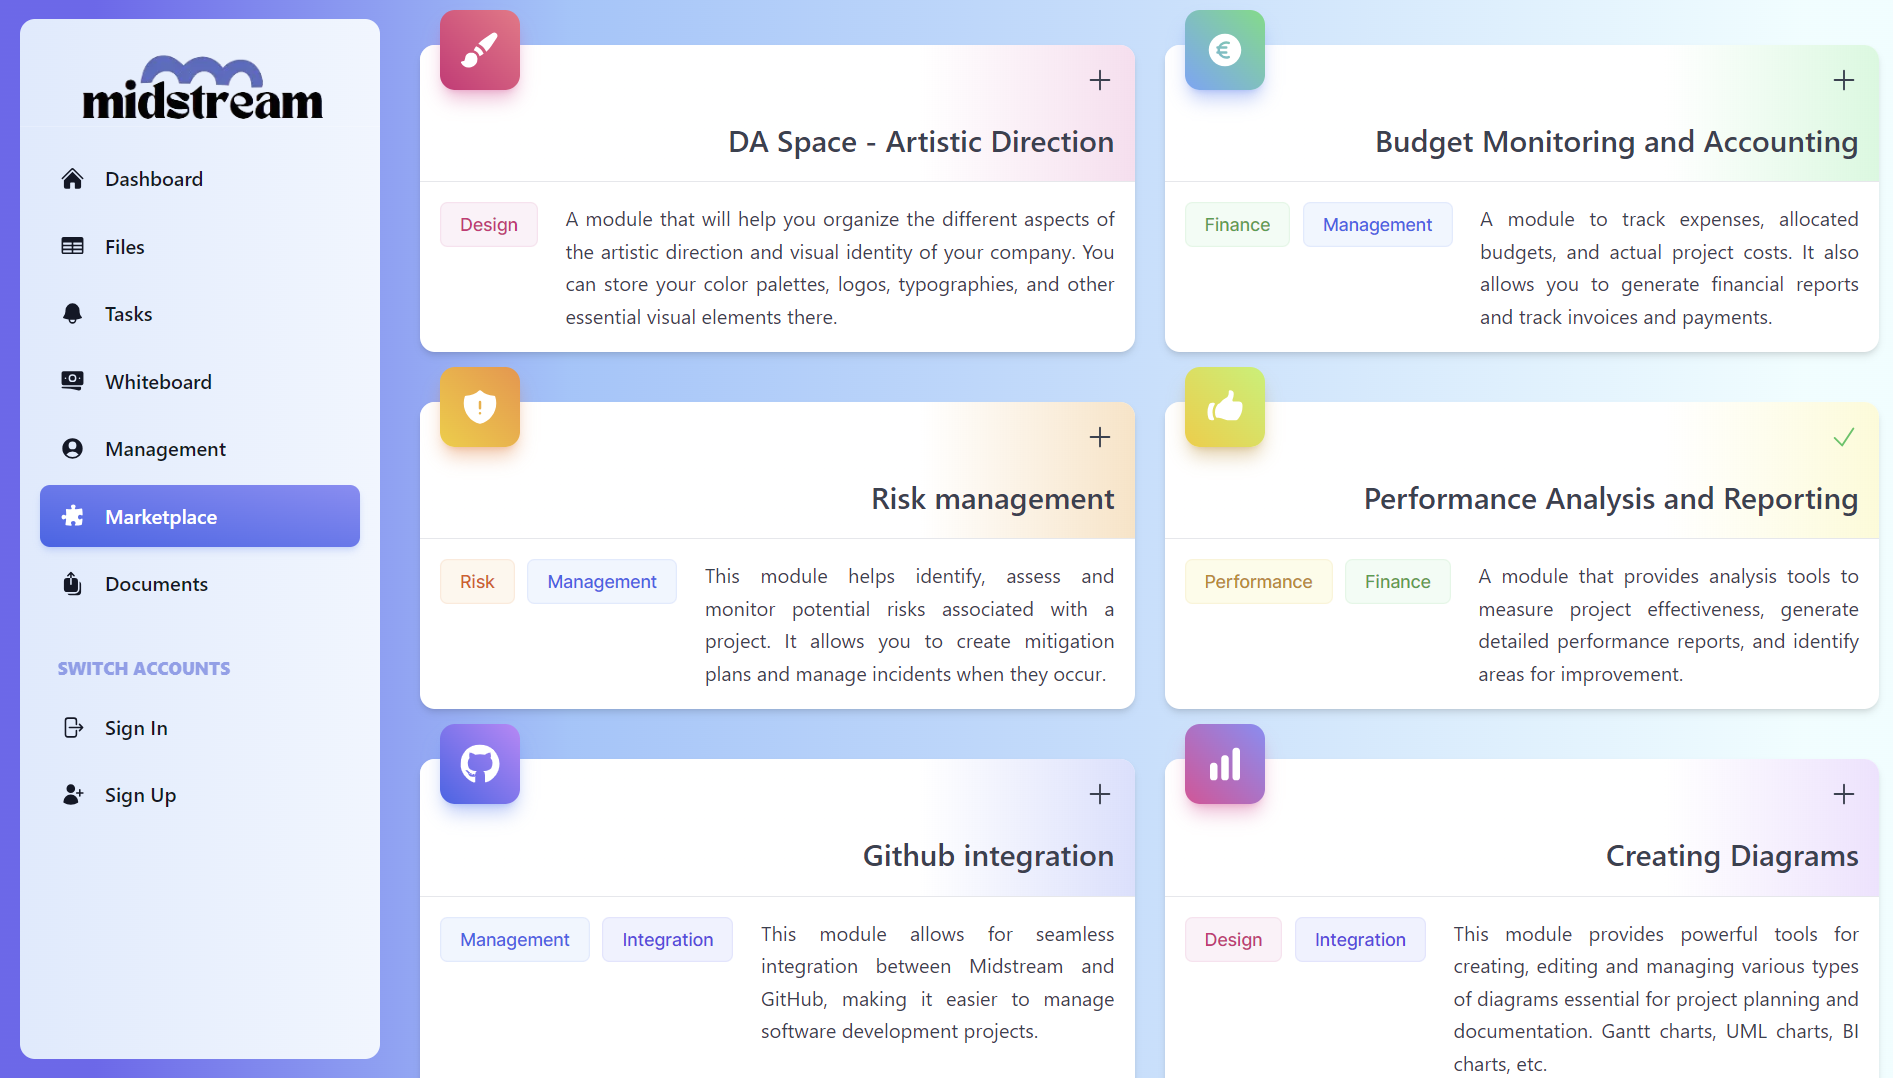 midstream
Dashboard
Files
Tasks
Whiteboard
Management
Marketplace
Documents
SWITCH ACCOUNTS
Sign In
Sign Up
DA Space - Artistic Direction
Design
A module that will help you organize the different aspects of
the artistic direction and visual identity of your company. You
can store your color palettes, logos, typographies, and other
essential visual elements there.
Budget Monitoring and Accounting
Finance
Management
A module to track expenses, allocated
budgets, and actual project costs. It also
allows you to generate financial reports
and track invoices and payments.
Risk management
Risk
Management
This module helps identify, assess and
monitor potential risks associated with a
project. It allows you to create mitigation
plans and manage incidents when they occur.
Performance Analysis and Reporting
Performance
Finance
A module that provides analysis tools to
measure project effectiveness, generate
detailed performance reports, and identify
areas for improvement.
Github integration
Management
Integration
This module allows for seamless
integration between Midstream and
GitHub, making it easier to manage
software development projects.
Creating Diagrams
Design
Integration
This module provides powerful tools for
creating, editing and managing various types
of diagrams essential for project planning and
documentation. Gantt charts, UML charts, BI
charts, etc.